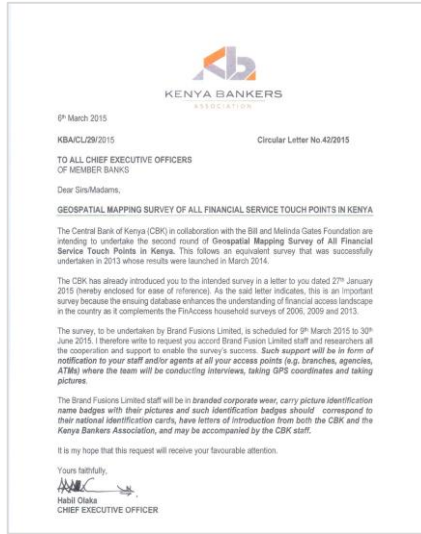 KENYA BANKERS
ASSOCIATION
6th March 2015
KBA/CL/29/2015 Circular Letter No.42/2015
TO ALL CHIEF EXECUTIVE OFFICERS
OF MEMBER BANKS
Dear Sirs/Madams,
GEOSPATIAL MAPPING SURVEY OF ALL FINANCIAL SERVICE TOUCH POINTS IN KENYA
The Central Bank of Kenya (CBK) in collaboration with the Bill and Melinda Gates Foundation are
intending to undertake the second round of Geospatial Mapping Survey of All Financial
Service Touch Points in Kenya. This follows an equivalent survey that was successfully
undertaken in 2013 whose results were launched in March 2014.
The CBK has already introduced you to the intended survey in a letter to you dated 27th January
2015 (hereby enclosed for ease of reference). As the said letter indicates, this is an important
survey because the ensuing database enhances the understanding of financial access landscape
in the country as it complements the FinAccess household surveys of 2006, 2009 and 2013.
The survey, to be undertaken by Brand Fusions Limited, is scheduled for 9th March 2015 to 30th
June 2015. I therefore write to request you accord Brand Fusion Limited staff and researchers all
the cooperation and support to enable the survey's success. Such support will be in form of
notification to your staff and/or agents at all your access points (e.g. branches, agencies,
ATMs) where the team will be conducting interviews, taking GPS coordinates and taking
pictures.
The Brand Fusions Limited staff will be in branded corporate weer, carry picture identification
name badges with their pictures and such identification badges should correspond to
their national identification cards, have letters of introduction from both the CBK and the
Kenya Bankers Association, and may be accompanied by the CBK staff.
It is my hope that this request will receive your favourable attention.
Yours faithfully,
Habil Olaka
CHIEF EXECUTIVE OFFICER